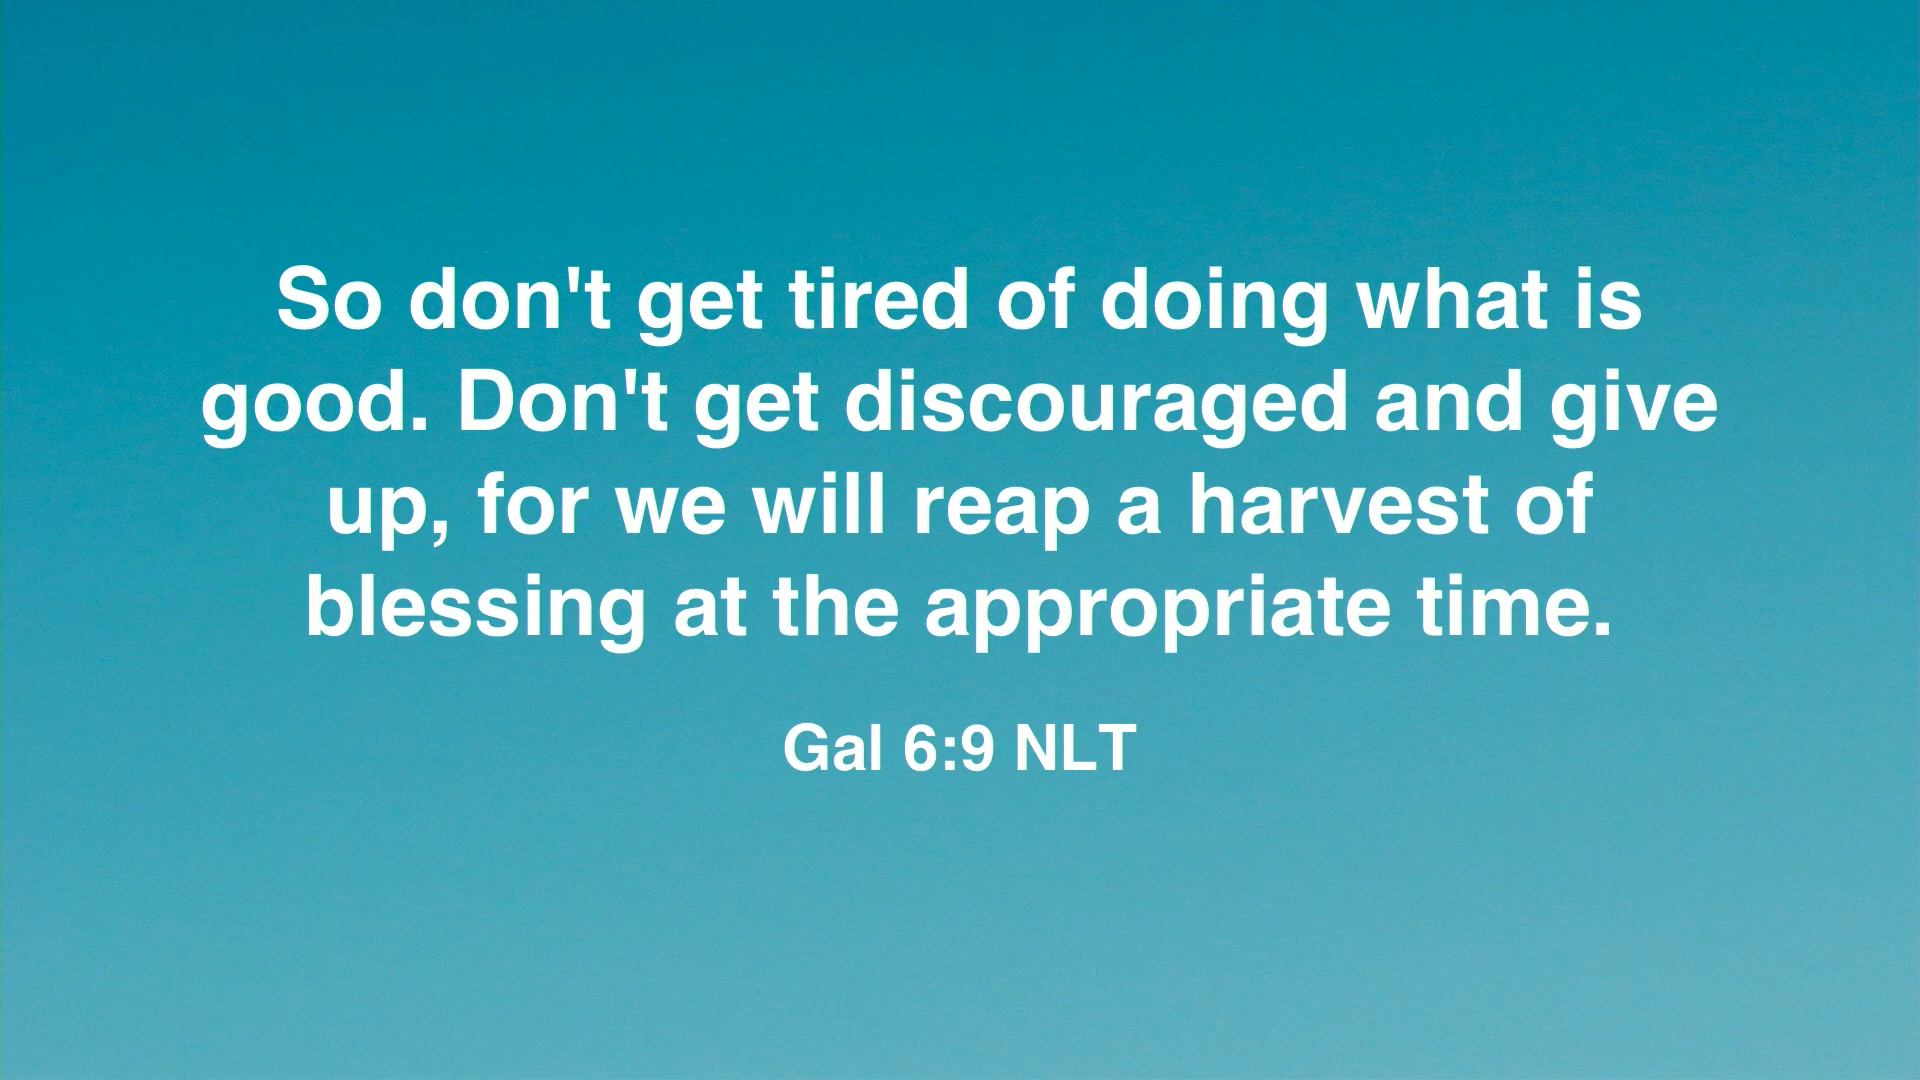 So don't get tired of doing what is
good. Don't get discouraged and give
up, for we will reap a harvest of
blessing at the appropriate time.
Gal 6:9 NLT